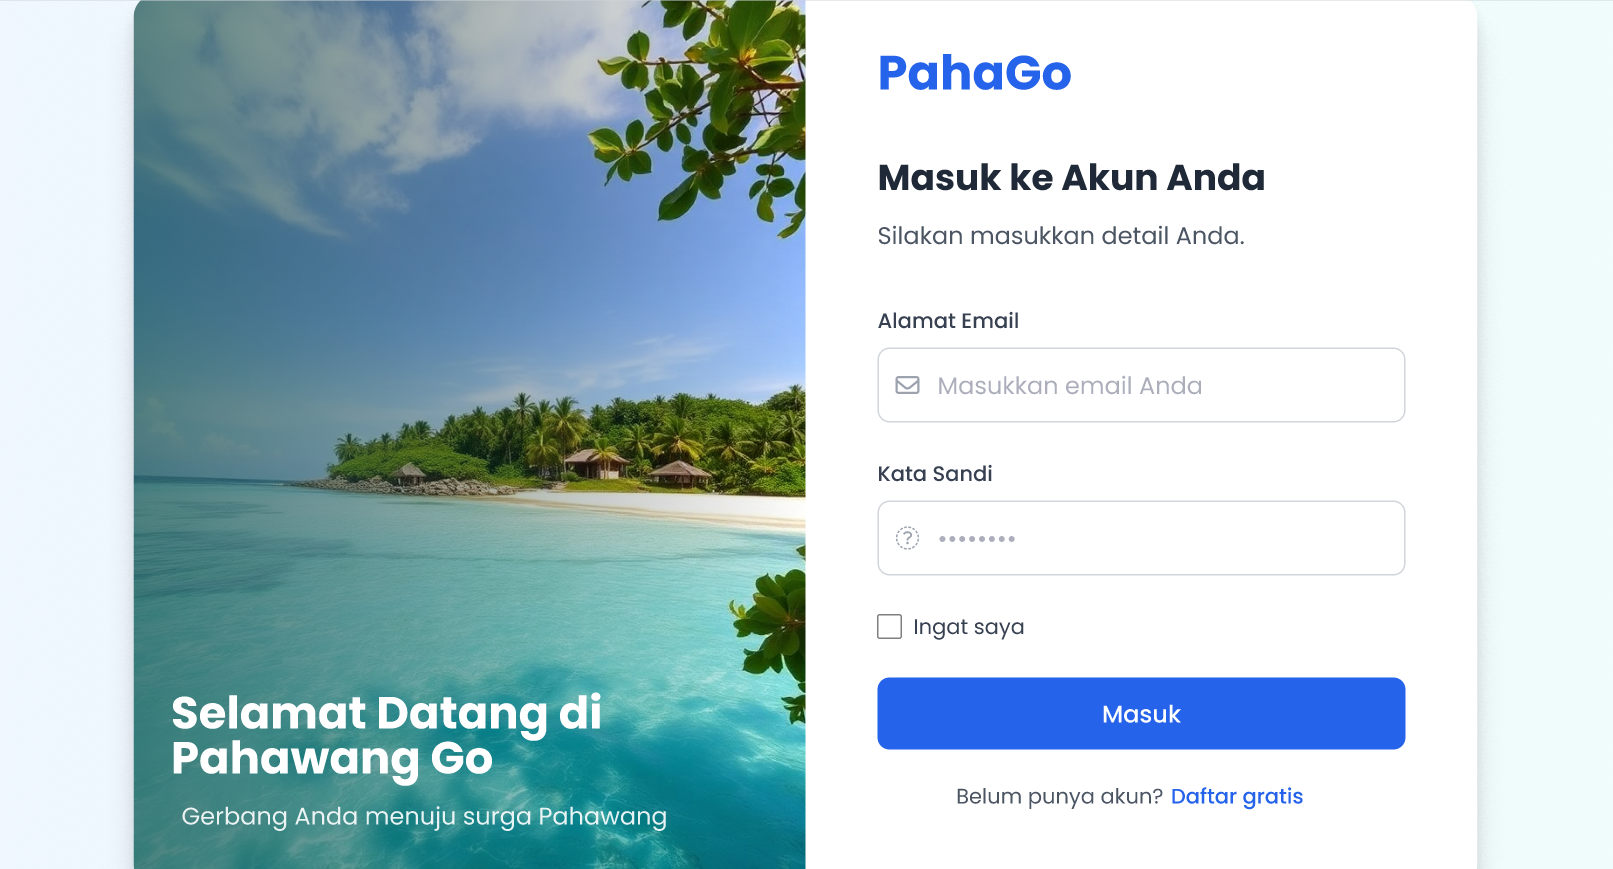 Selamat Datang di
Pahawang Go
Gerbang Anda menuju surga Pahawang
PahaGo
Masuk ke Akun Anda
Silakan masukkan detail Anda.
Alamat Email
Masukkan email Anda
Kata Sandi
••••••••
Ingat saya
Masuk
Belum punya akun? Daftar gratis